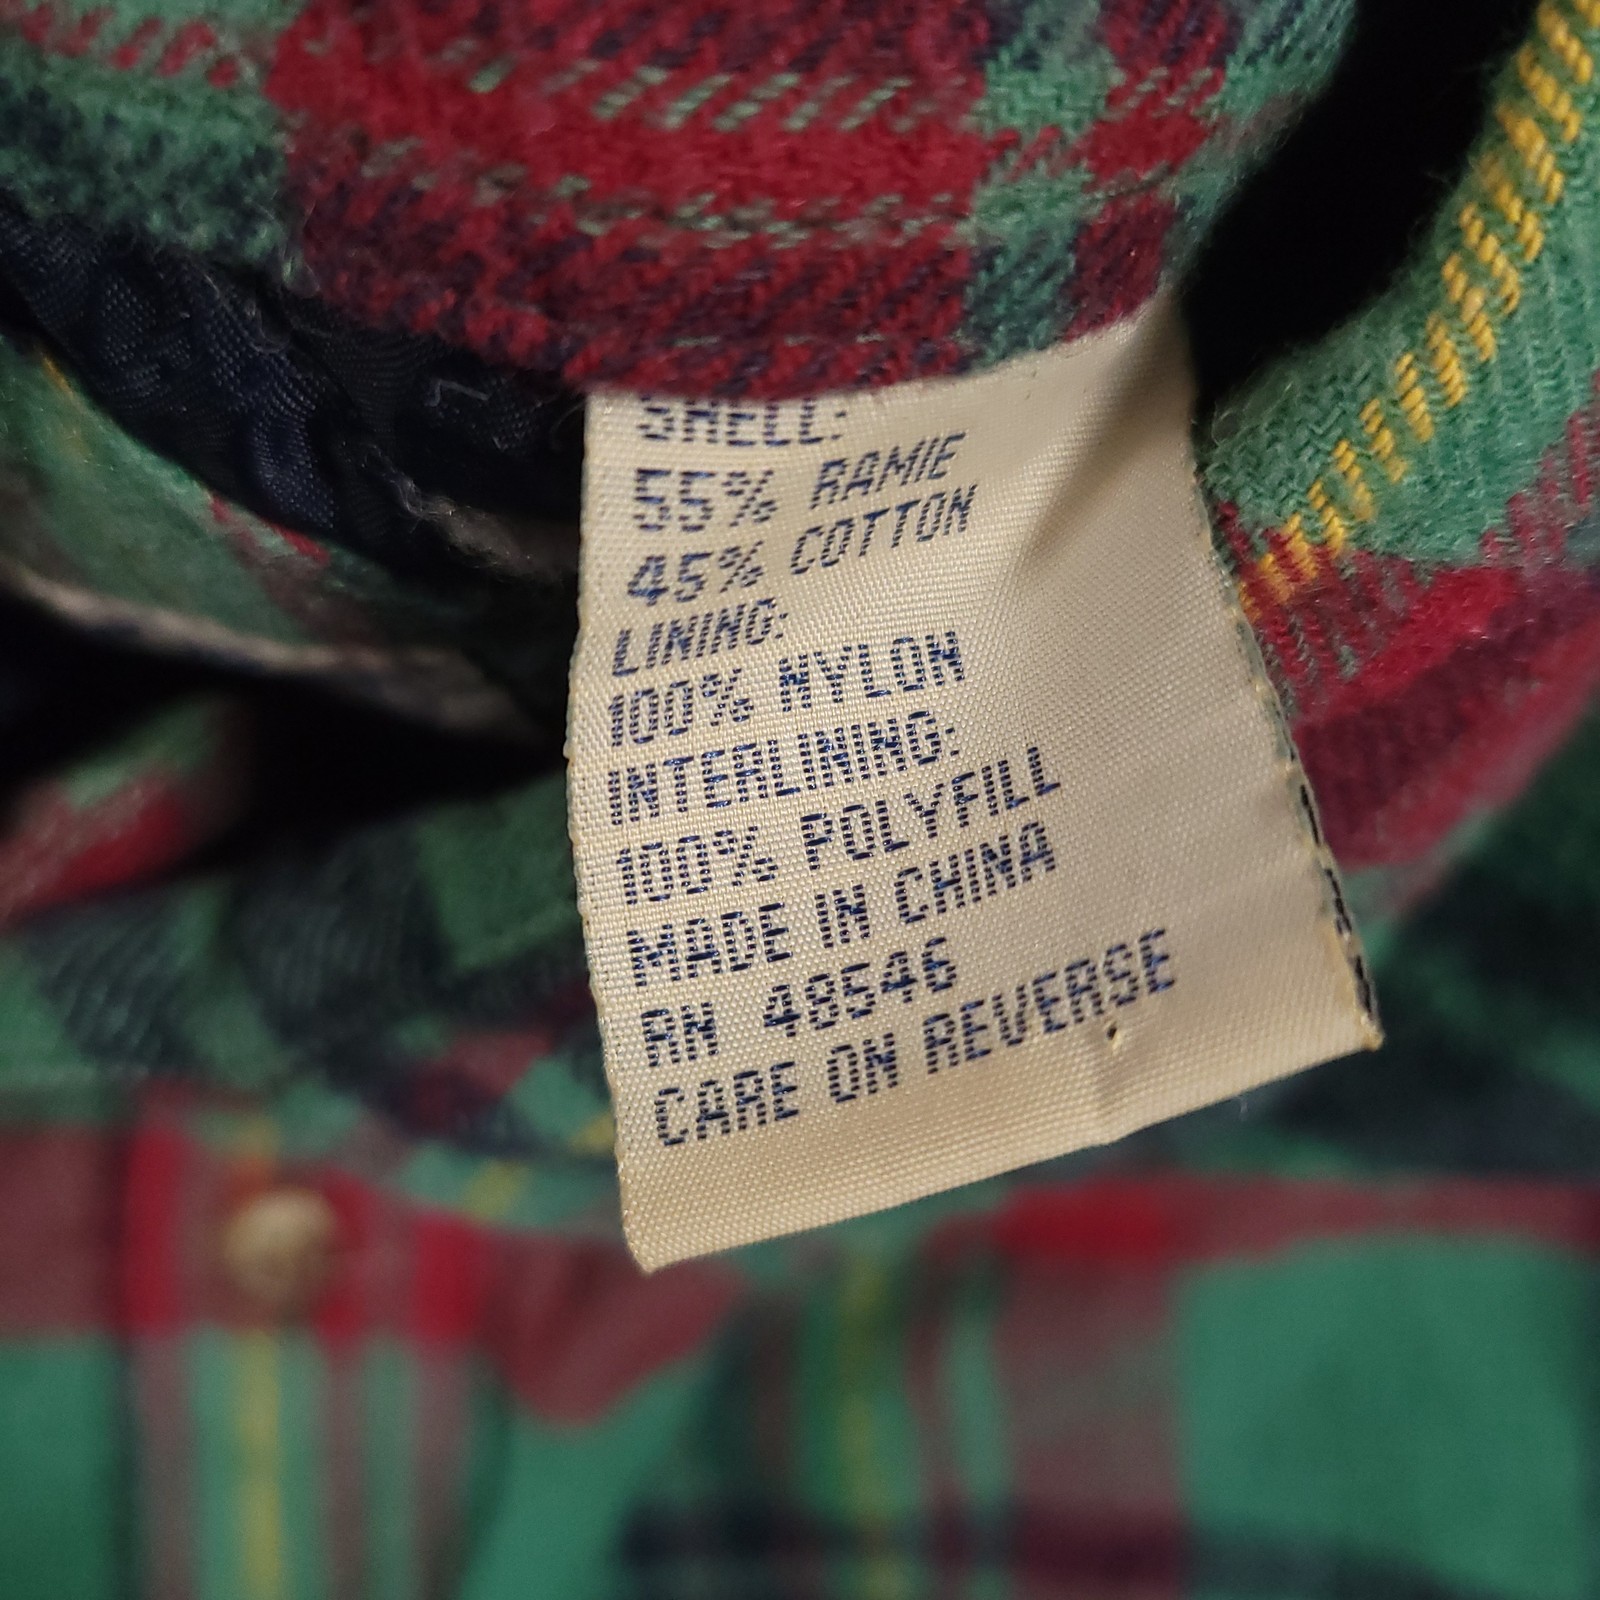 SHELL:
55% RAMIE
45% COTTON
LINING:
100% NYLON
INTERLINING:
100% POLYFILL
MADE IN CHINA
RN 48546
CARE ON REVERSE